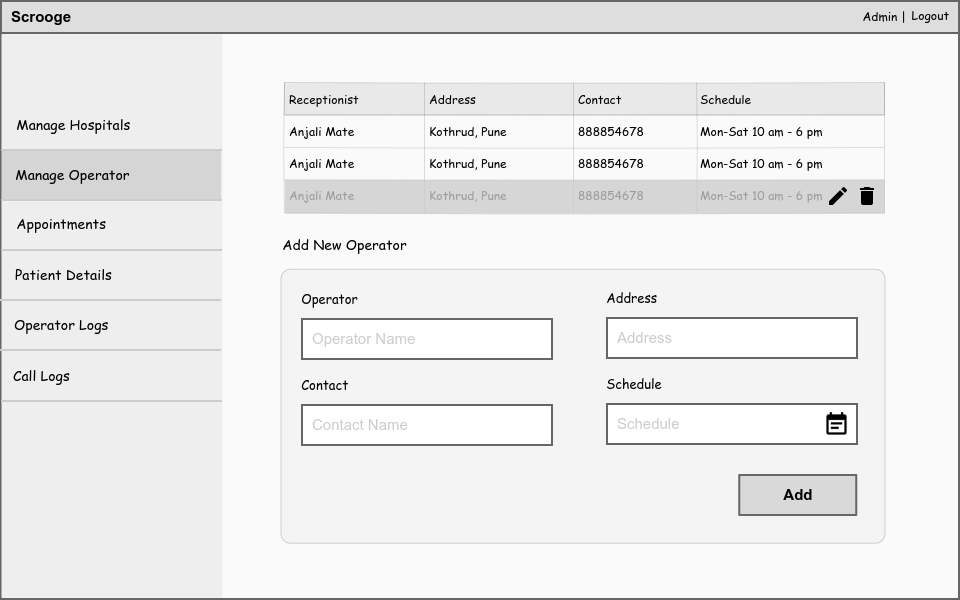 Scrooge
Admin | Logout
Manage Hospitals
Manage Operator
Appointments
Patient Details
Operator Logs
Call Logs
Receptionist Address Contact Schedule
Anjali Mate Kothrud, Pune 888854678 Mon-Sat 10 am - 6 pm
Anjali Mate Kothrud, Pune 888854678 Mon-Sat 10 am - 6 pm
Anjali Mate Kothrud, Pune 888854678 Mon-Sat 10 am - 6 pm
Add New Operator
Operator Address
Operator Name Address
Contact Schedule
Contact Name Schedule
Add